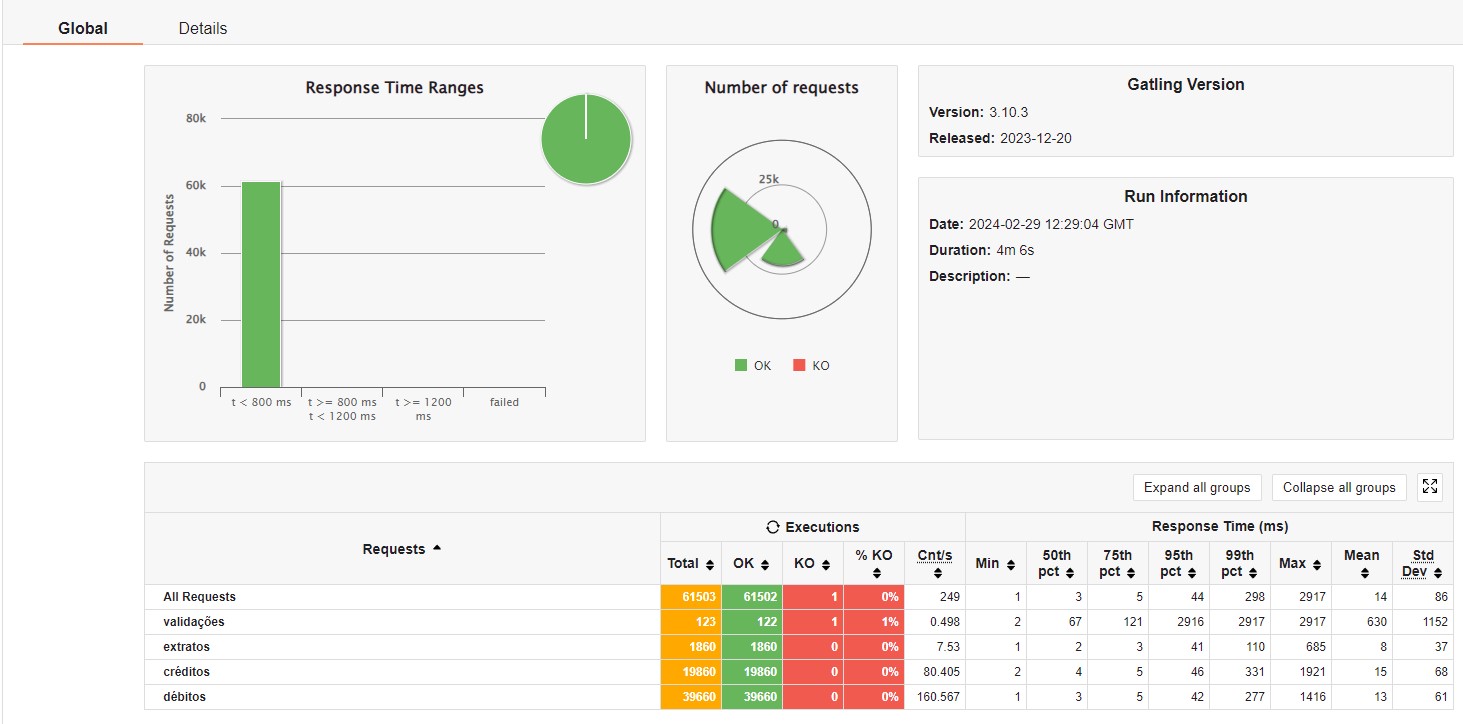 Global Details
Response Time Ranges
80k
60k
40k
20k
0
Number of Requests
t < 800 ms
t >= 800 ms
t < 1200 ms
t >= 1200
ms
failed
Number of requests
25k
0
OK KO
Gatling Version
Version: 3.10.3
Released: 2023-12-20
Run Information
Date: 2024-02-29 12:29:04 GMT
Duration: 4m 6s
Description: —
Expand all groups Collapse all groups
Requests Executions Response Time (ms)
Total OK KO % KO Cnt/s Min 50th pct 75th pct 95th pct 99th pct Max Mean Std Dev
All Requests 61503 61502 1 0% 249 1 3 5 44 298 2917 14 86
validações 123 122 1 1% 0.498 2 67 121 2916 2917 2917 630 1152
extratos 1860 1860 0 0% 7.53 1 2 3 41 110 685 8 37
créditos 19860 19860 0 0% 80.405 2 4 5 46 331 1921 15 68
débitos 39660 39660 0 0% 160.567 1 3 5 42 277 1416 13 61